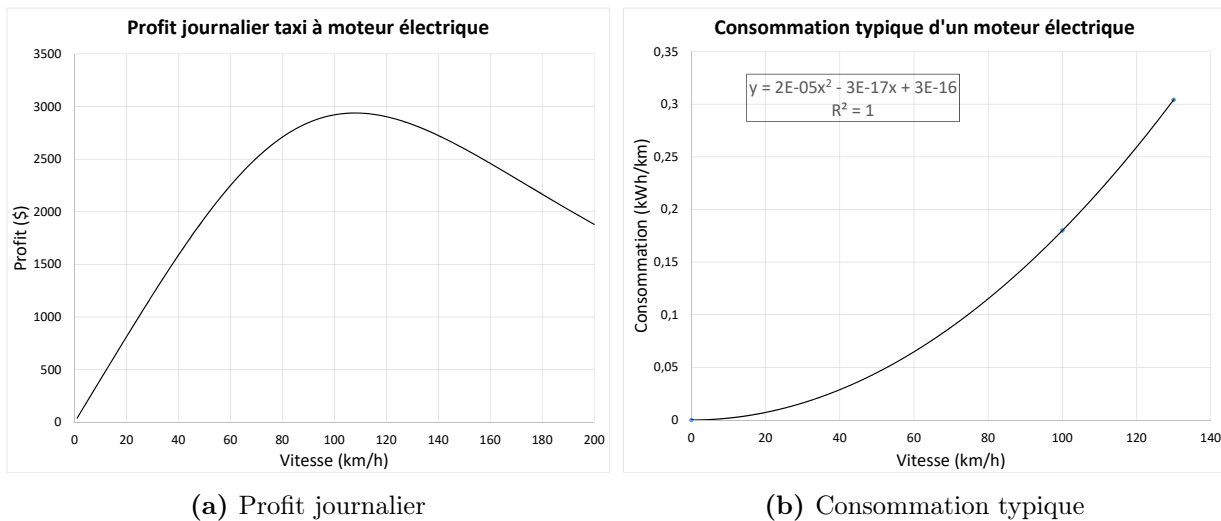 Profit journalier taxi à moteur électrique
Profit ($)
3500
3000
2500
2000
1500
1000
500
0
0 20 40 60 80 100 120 140 160 180 200
Vitesse (km/h)
(a) Profit journalier
Consommation typique d'un moteur électrique
y = 2E-05x² - 3E-17x + 3E-16
R² = 1
Consommation (kWh/km)
0,35
0,3
0,25
0,2
0,15
0,1
0,05
0
0 20 40 60 80 100 120 140
Vitesse (km/h)
(b) Consommation typique